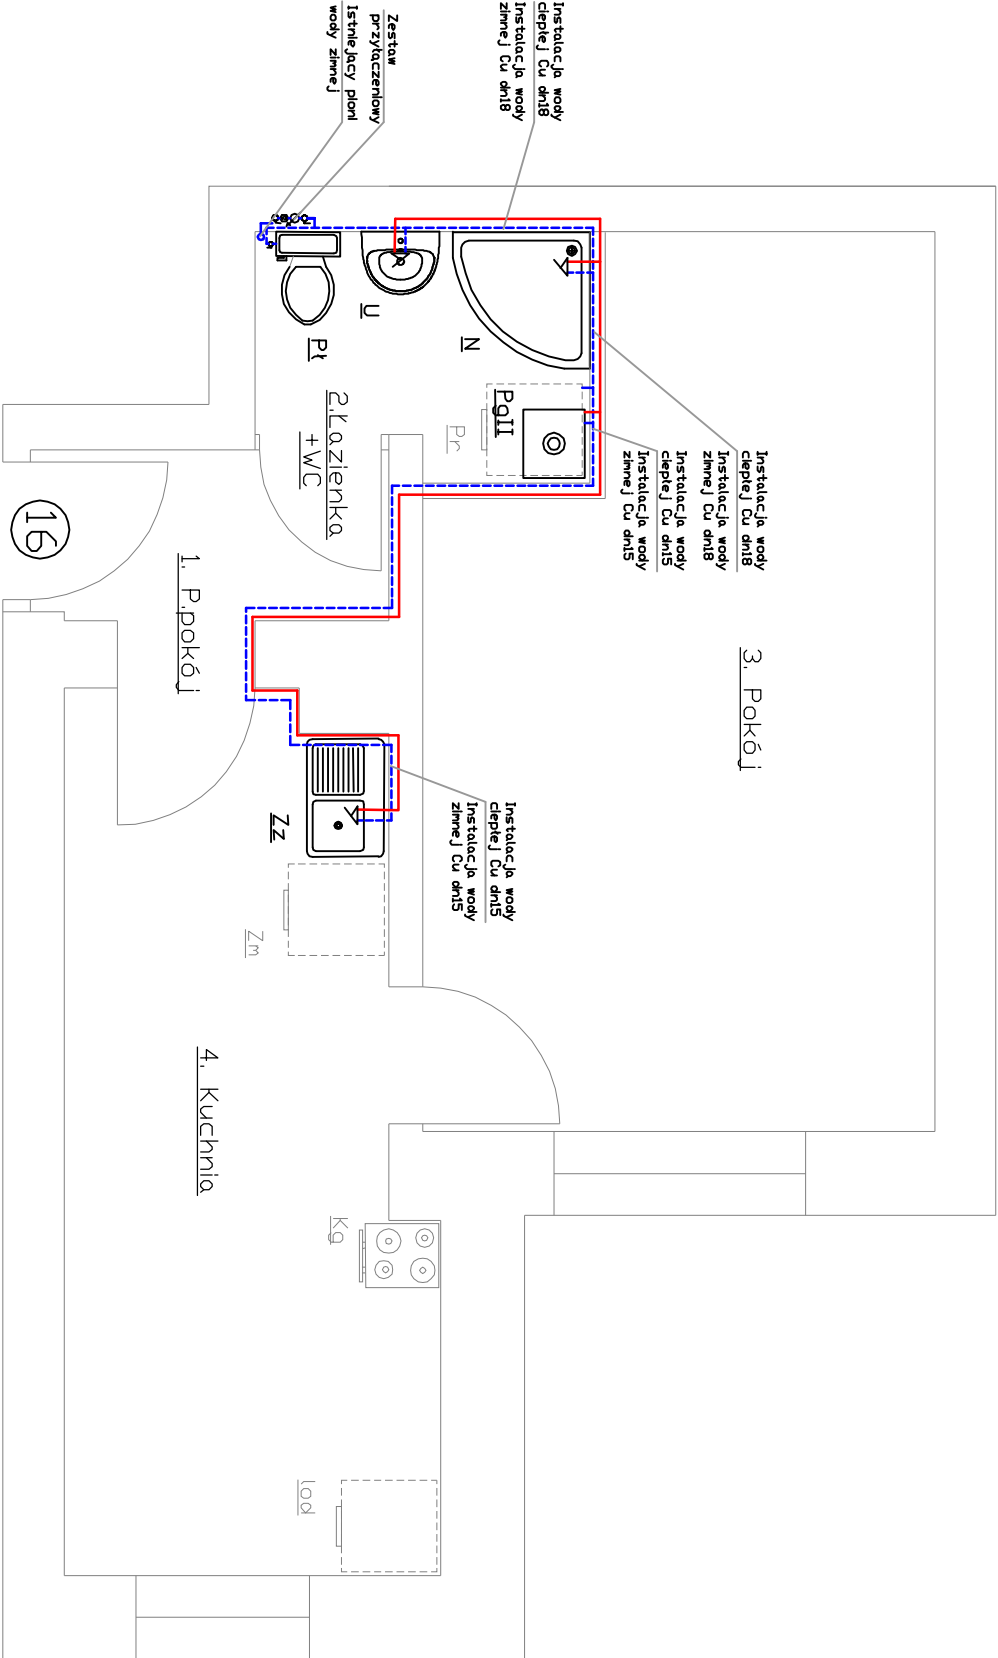 Instalacja wody
ciepłej Cu dn18
Instalacja wody
zimnej Cu dn18
Zestaw
przyłączeniowy
Istniejący pionl
wody zimnej
Instalacja wody
ciepłej Cu dn18
Instalacja wody
zimnej Cu dn18
Instalacja wody
ciepłej Cu dn15
Instalacja wody
zimnej Cu dn15
N
U
Pł
PgII
Pr
2.Łazienka
+WC
16
1. P.pokój
3. Pokój
Instalacja wody
ciepłej Cu dn15
Instalacja wody
zimnej Cu dn15
Zz
Zm
4. Kuchnia
Kg
lod